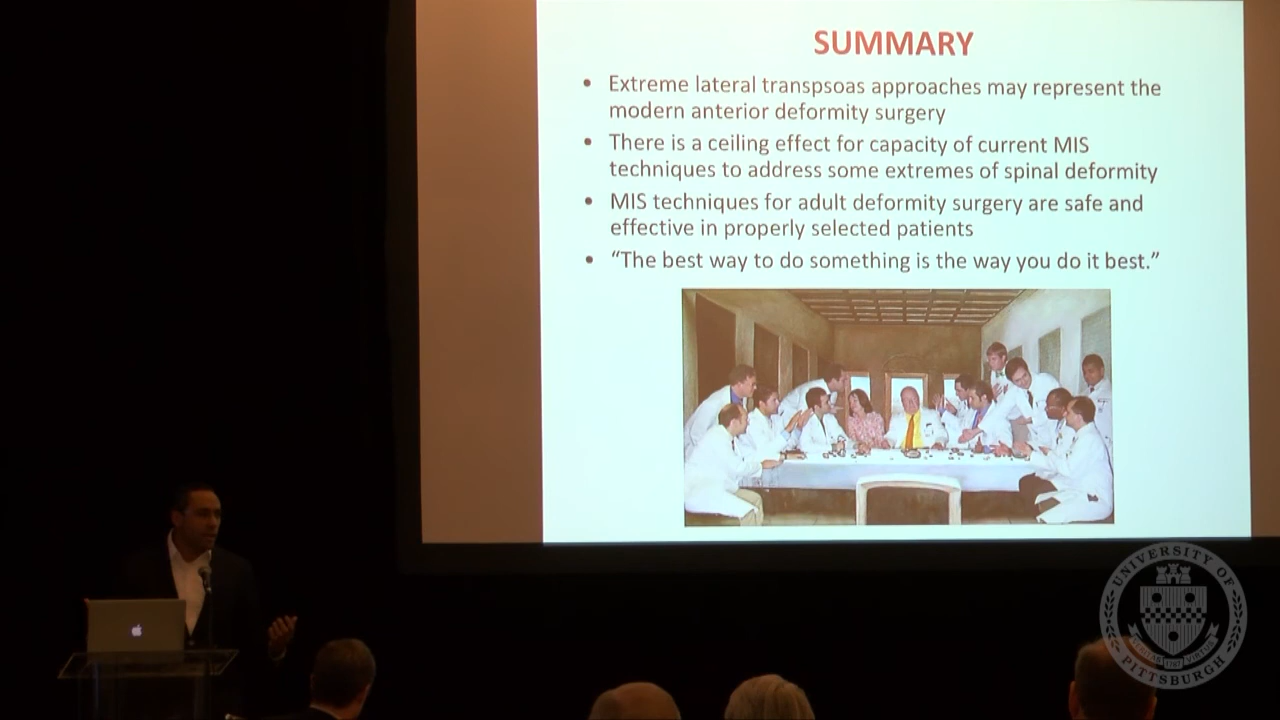 SUMMARY
• Extreme lateral transpsoas approaches may represent the
modern anterior deformity surgery
• There is a ceiling effect for capacity of current MIS
techniques to address some extremes of spinal deformity
• MIS techniques for adult deformity surgery are safe and
effective in properly selected patients
• “The best way to do something is the way you do it best.”
UNIVERSITY OF
PITTSBURGH